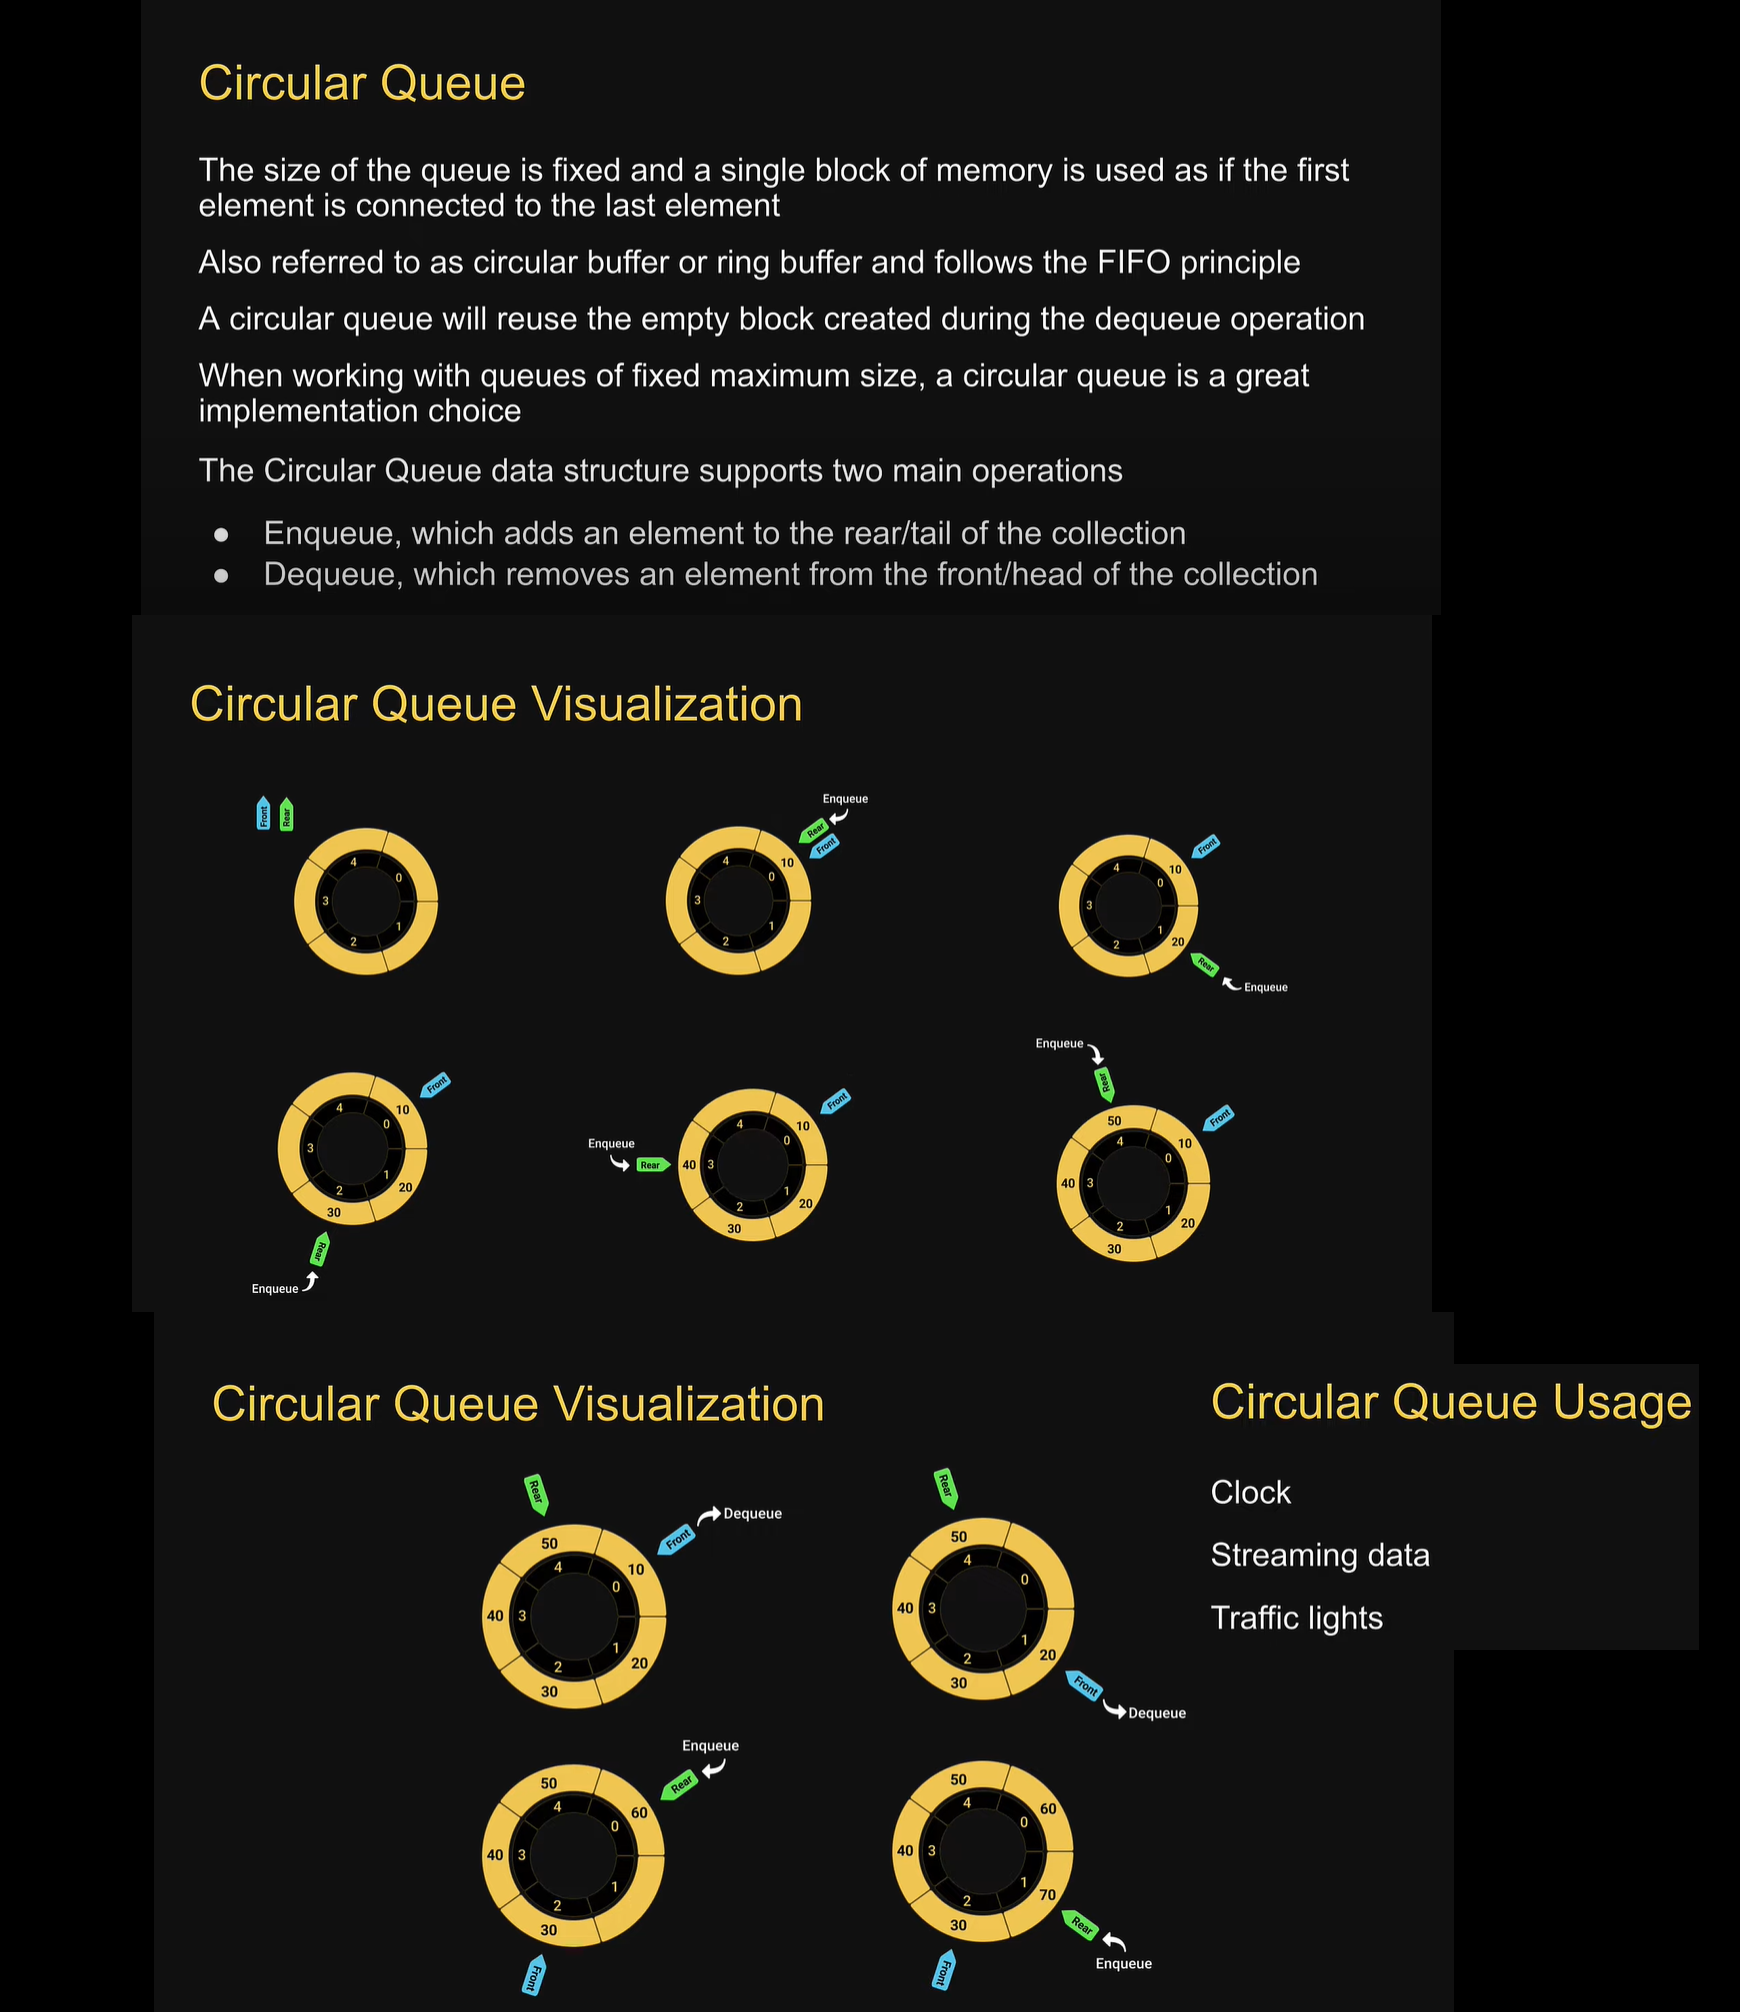 Circular Queue
The size of the queue is fixed and a single block of memory is used as if the first
element is connected to the last element
Also referred to as circular buffer or ring buffer and follows the FIFO principle
A circular queue will reuse the empty block created during the dequeue operation
When working with queues of fixed maximum size, a circular queue is a great
implementation choice
The Circular Queue data structure supports two main operations
● Enqueue, which adds an element to the rear/tail of the collection
● Dequeue, which removes an element from the front/head of the collection
Circular Queue Visualization
Front
Rear
4
0
3
1
2
Enqueue
Rear
Front
10
4
0
3
1
2
Front
10
4
0
3
1
20
2
Rear
Enqueue
Front
10
4
0
3
1
20
2
30
Rear
Enqueue
Front
10
4
0
Enqueue
Rear
40
3
1
20
2
30
Enqueue
Rear
Front
50
10
4
0
40
3
1
20
2
30
Circular Queue Visualization
Rear
Front
Dequeue
50
10
4
0
40
3
1
20
2
30
Rear
50
4
0
40
3
1
20
2
30
Front
Dequeue
Enqueue
Rear
50
60
4
0
40
3
1
2
30
Front
50
60
4
0
40
3
1
70
2
30
Rear
Enqueue
Front
Circular Queue Usage
Clock
Streaming data
Traffic lights